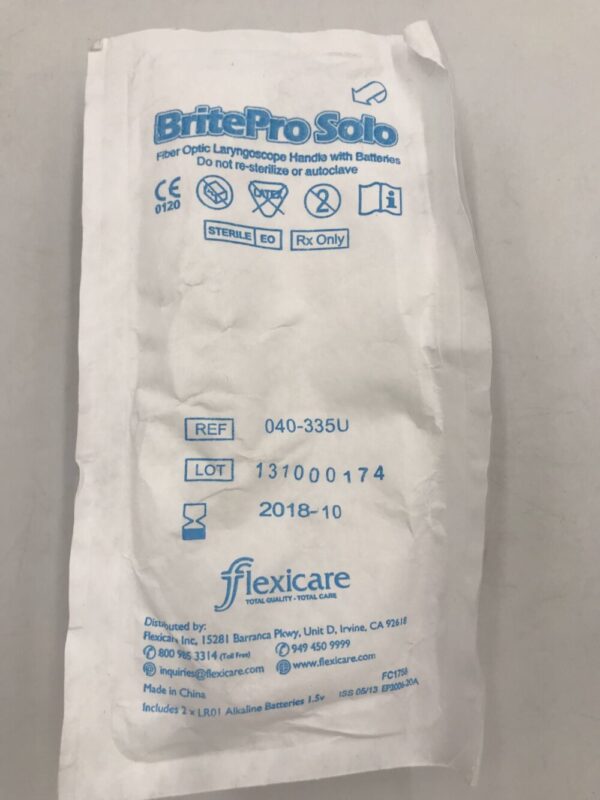 BritePro Solo
Fiber Optic Laryngoscope Handle with Batteries
Do not re-sterilize or autoclave
CE
0120
LATEX
2
i
STERILE EO
Rx Only
REF 040-335U
LOT 131000174
2018-10
flexicare
TOTAL QUALITY - TOTAL CARE
Distributed by:
Flexicare Inc, 15281 Barranca Pkwy, Unit D, Irvine, CA 92618
800 985 3314 (Toll Free) 949 450 9999
inquiries@flexicare.com www.flexicare.com
Made in China
Includes 2 x LR01 Alkaline Batteries 1.5v
ISS 05/13